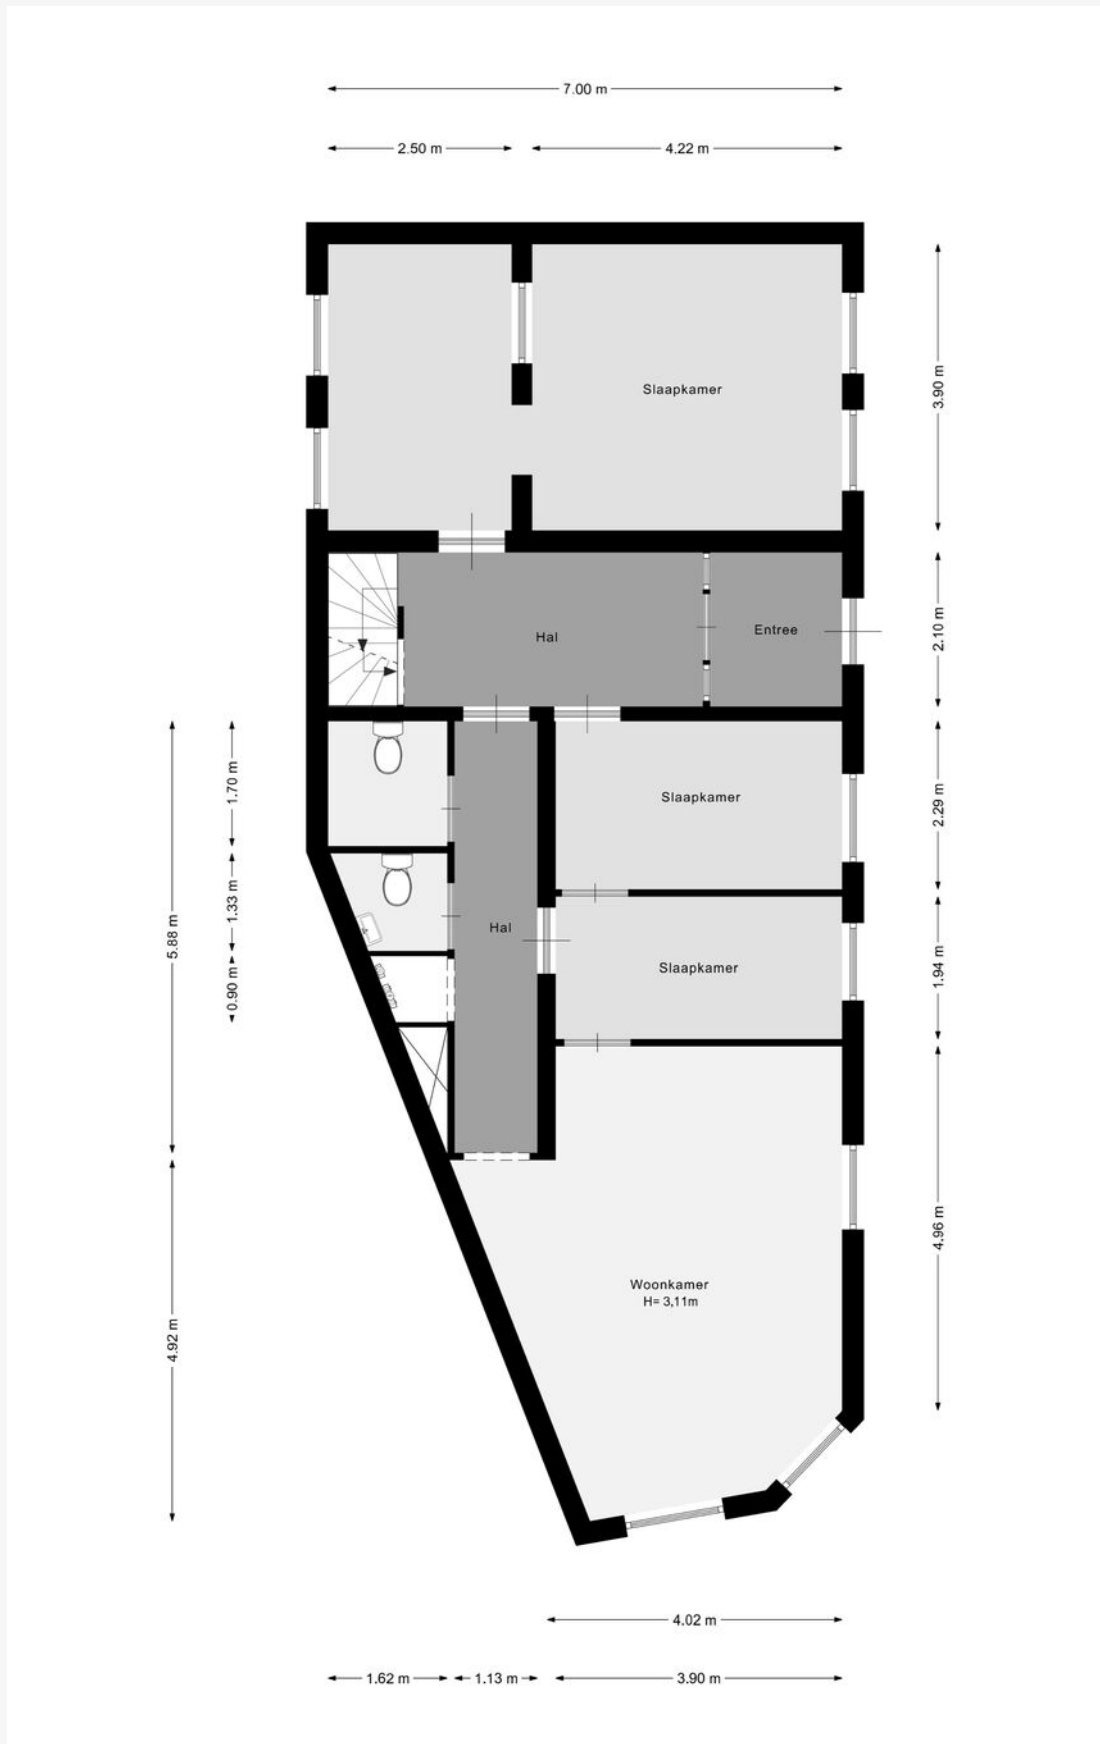 7.00 m
2.50 m
4.22 m
3.90 m
Slaapkamer
2.10 m
Hal
Entree
1.70 m
2.29 m
Slaapkamer
1.33 m
5.88 m
Hal
1.94 m
Slaapkamer
0.90 m
4.96 m
Woonkamer
H= 3,11m
4.92 m
4.02 m
1.62 m
1.13 m
3.90 m